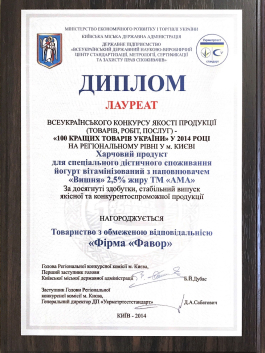 МІНІСТЕРСТВО ЕКОНОМІЧНОГО РОЗВИТКУ І ТОРГІВЛІ УКРАЇНИ
КИЇВСЬКА МІСЬКА ДЕРЖАВНА АДМІНІСТРАЦІЯ
ДЕРЖАВНЕ ПІДПРИЄМСТВО
«ВСЕУКРАЇНСЬКИЙ ДЕРЖАВНИЙ НАУКОВО-ВИРОБНИЧИЙ
ЦЕНТР СТАНДАРТИЗАЦІЇ, МЕТРОЛОГІЇ, СЕРТИФІКАЦІЇ
ТА ЗАХИСТУ ПРАВ СПОЖИВАЧІВ»
ДИПЛОМ
ЛАУРЕАТ
ВСЕУКРАЇНСЬКОГО КОНКУРСУ ЯКОСТІ ПРОДУКЦІЇ
(ТОВАРІВ, РОБІТ, ПОСЛУГ) -
«100 КРАЩИХ ТОВАРІВ УКРАЇНИ» У 2014 РОЦІ
НА РЕГІОНАЛЬНОМУ РІВНІ У м. КИЄВІ
Харчовий продукт
для спеціального дієтичного споживання
йогурт вітамінізований з наповнювачем
«Вишня» 2,5% жиру ТМ «АМА»
За досягнуті здобутки, стабільний випуск
якісної та конкурентоспроможної продукції
НАГОРОДЖУЄТЬСЯ
Товариство з обмеженою відповідальністю
«Фірма «Фавор»
Голова Регіональної конкурсної комісії м. Києва,
Перший заступник голови
Київської міської державної адміністрації
Заступник Голови Регіональної
конкурсної комісії м. Києва,
Генеральний директор ДП «Укрметртестстандарт»
КИЇВ - 2014